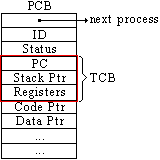 PCB
next process
ID
Status
PC
Stack Ptr
TCB
Registers
Code Ptr
Data Ptr
...
...